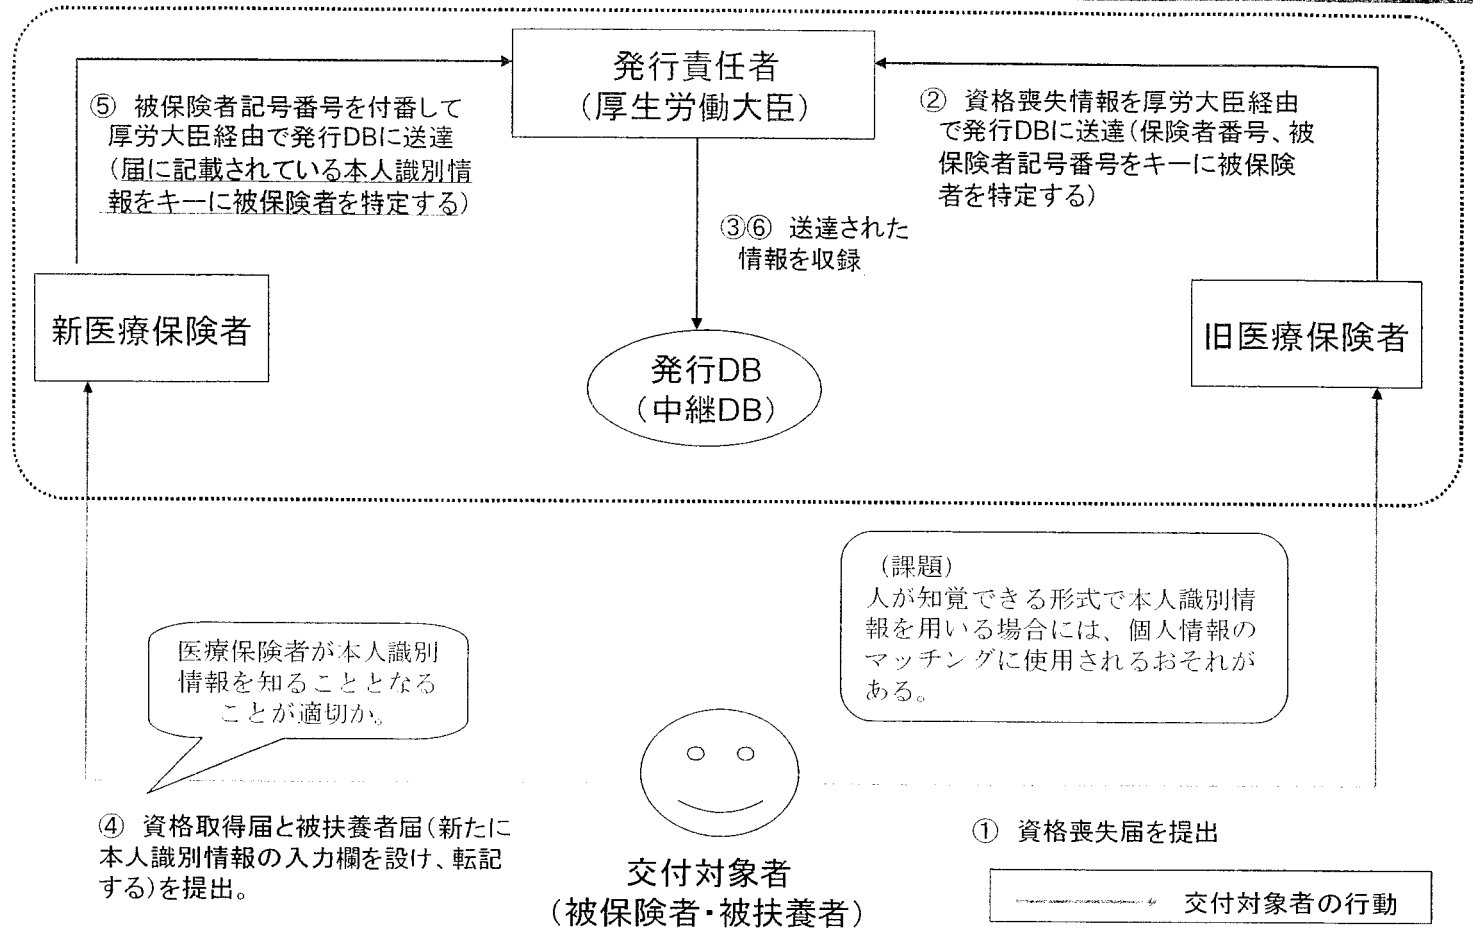 発行責任者
（厚生労働大臣）
⑤ 被保険者記号番号を付番して
厚労大臣経由で発行DBに送達
（届に記載されている本人識別情
報をキーに被保険者を特定する）
② 資格喪失情報を厚労大臣経由
で発行DBに送達（保険者番号、被
保険者記号番号をキーに被保険
者を特定する）
③⑥ 送達された
情報を収録
新医療保険者
旧医療保険者
発行DB
（中継DB）
（課題）
人が知覚できる形式で本人識別情
報を用いる場合には、個人情報の
マッチングに使用されるおそれが
ある。
医療保険者が本人識別
情報を知ることとなる
ことが適切か。
④ 資格取得届と被扶養者届（新たに
本人識別情報の入力欄を設け、転記
する）を提出。
① 資格喪失届を提出
交付対象者
（被保険者・被扶養者）
交付対象者の行動